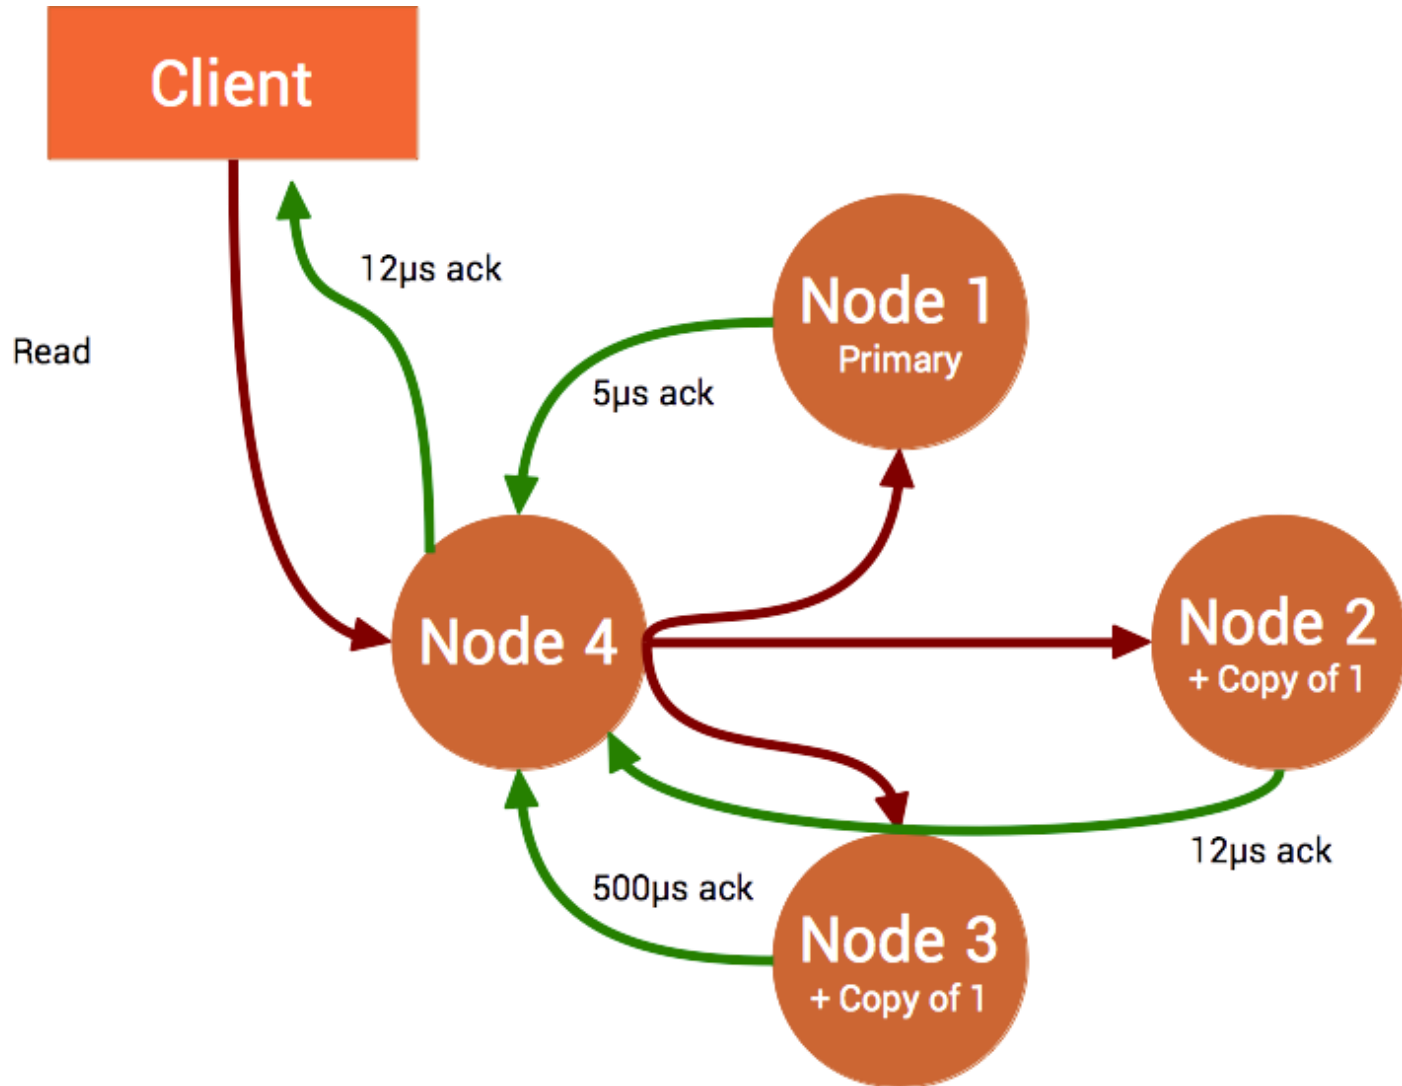 Client
12µs ack
Read
Node 1
Primary
5µs ack
Node 4
Node 2
+ Copy of 1
12µs ack
500µs ack
Node 3
+ Copy of 1